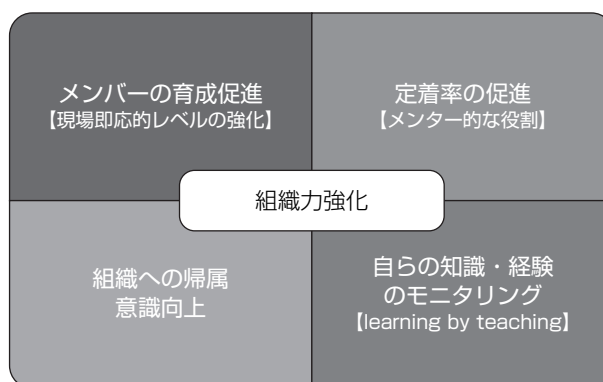 メンバーの育成促進
【現場即応的レベルの強化】
定着率の促進
【メンター的な役割】
組織力強化
組織への帰属
意識向上
自らの知識・経験
のモニタリング
【learning by teaching】